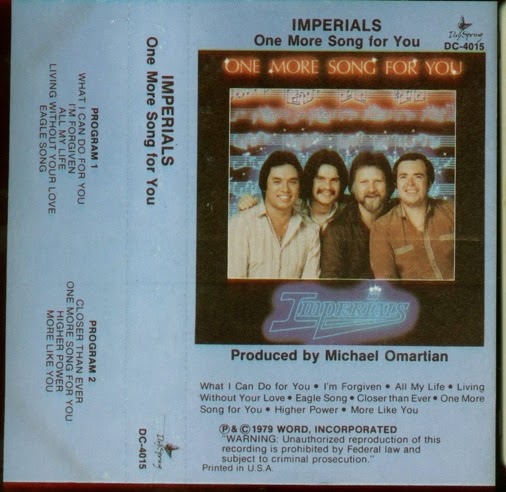 PROGRAM 1
WHAT I CAN DO FOR YOU
I'M FORGIVEN
ALL MY LIFE
LIVING WITHOUT YOUR LOVE
EAGLE SONG
PROGRAM 2
CLOSER THAN EVER
ONE MORE SONG FOR YOU
HIGHER POWER
MORE LIKE YOU
IMPERIALS
One More Song for You
DaySpring
DC-4015
IMPERIALS
One More Song for You
DaySpring
DC-4015
ONE MORE SONG FOR YOU
Imperials
Produced by Michael Omartian
What I Can Do for You • I'm Forgiven • All My Life • Living
Without Your Love • Eagle Song • Closer than Ever • One More
Song for You • Higher Power • More Like You
℗ & © 1979 WORD, INCORPORATED
"WARNING: Unauthorized reproduction of this
recording is prohibited by Federal law and
subject to criminal prosecution."
Printed in U.S.A.